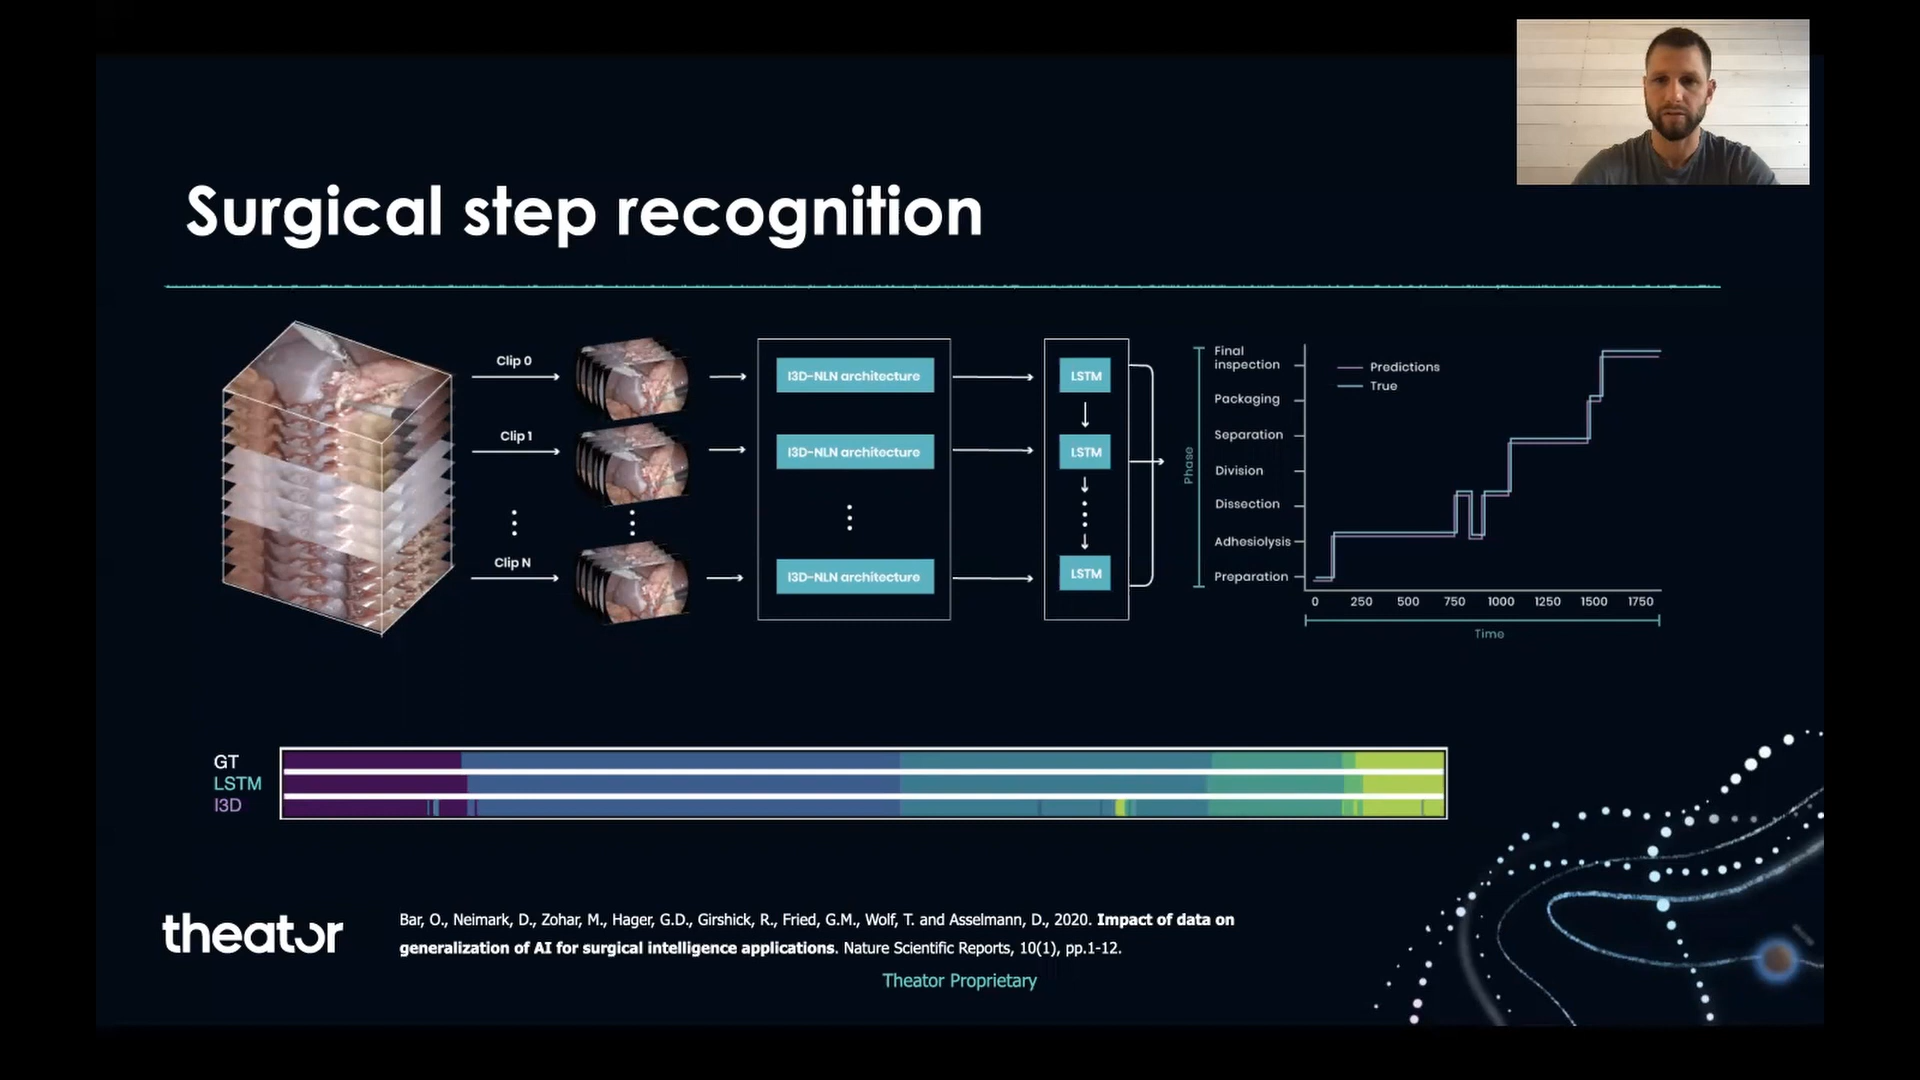 Surgical step recognition
Clip 0
Clip 1
Clip N
I3D-NLN architecture
I3D-NLN architecture
I3D-NLN architecture
LSTM
LSTM
LSTM
Phase
Final
inspection
Packaging
Separation
Division
Dissection
Adhesiolysis
Preparation
Predictions
True
0 250 500 750 1000 1250 1500 1750
Time
GT
LSTM
I3D
theator
Bar, O., Neimark, D., Zohar, M., Hager, G.D., Girshick, R., Fried, G.M., Wolf, T. and Asselmann, D., 2020. Impact of data on
generalization of AI for surgical intelligence applications. Nature Scientific Reports, 10(1), pp.1-12.
Theator Proprietary